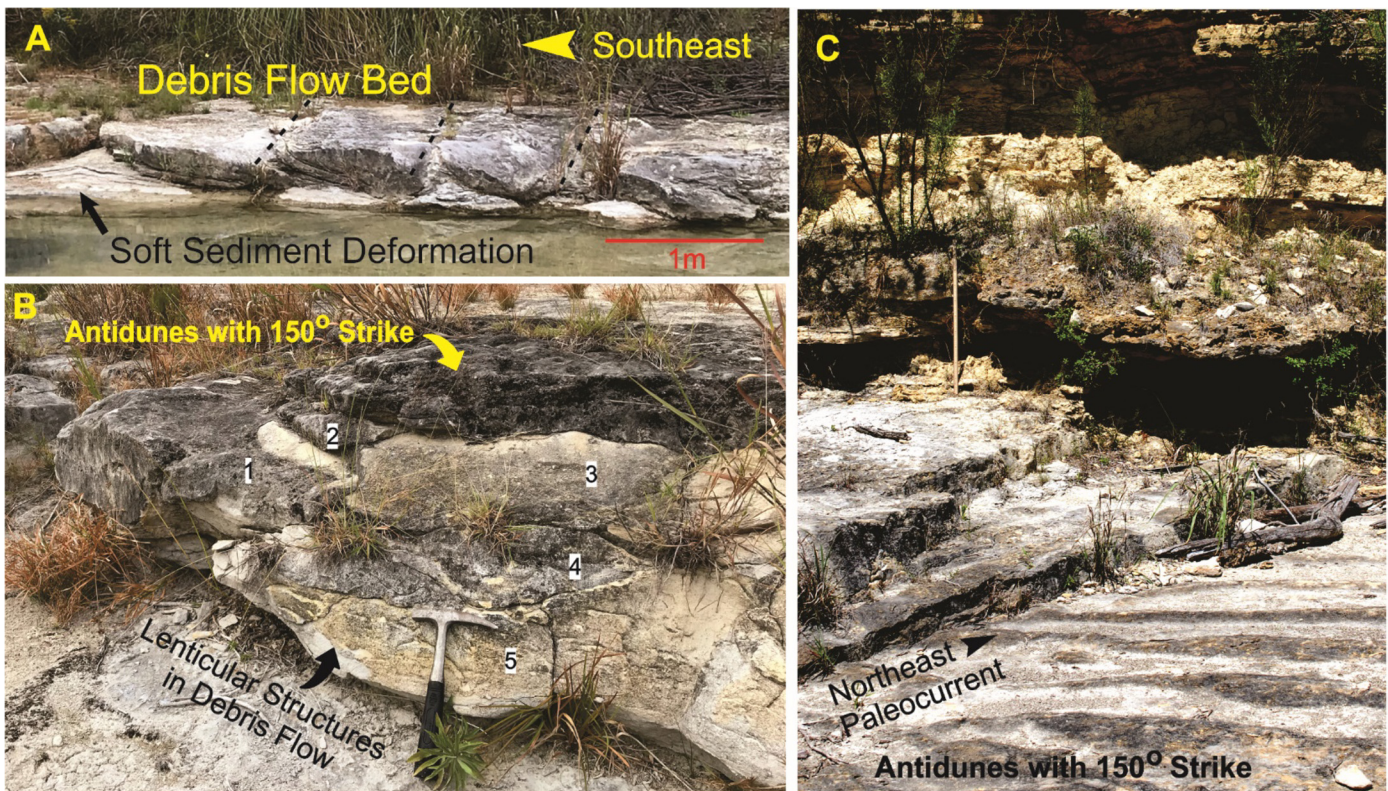 A
Southeast
Debris Flow Bed
Soft Sediment Deformation
1m
B
Antidunes with 150° Strike
2
1
3
4
5
Lenticular Structures
in Debris Flow
C
Northeast
Paleocurrent
Antidunes with 150° Strike